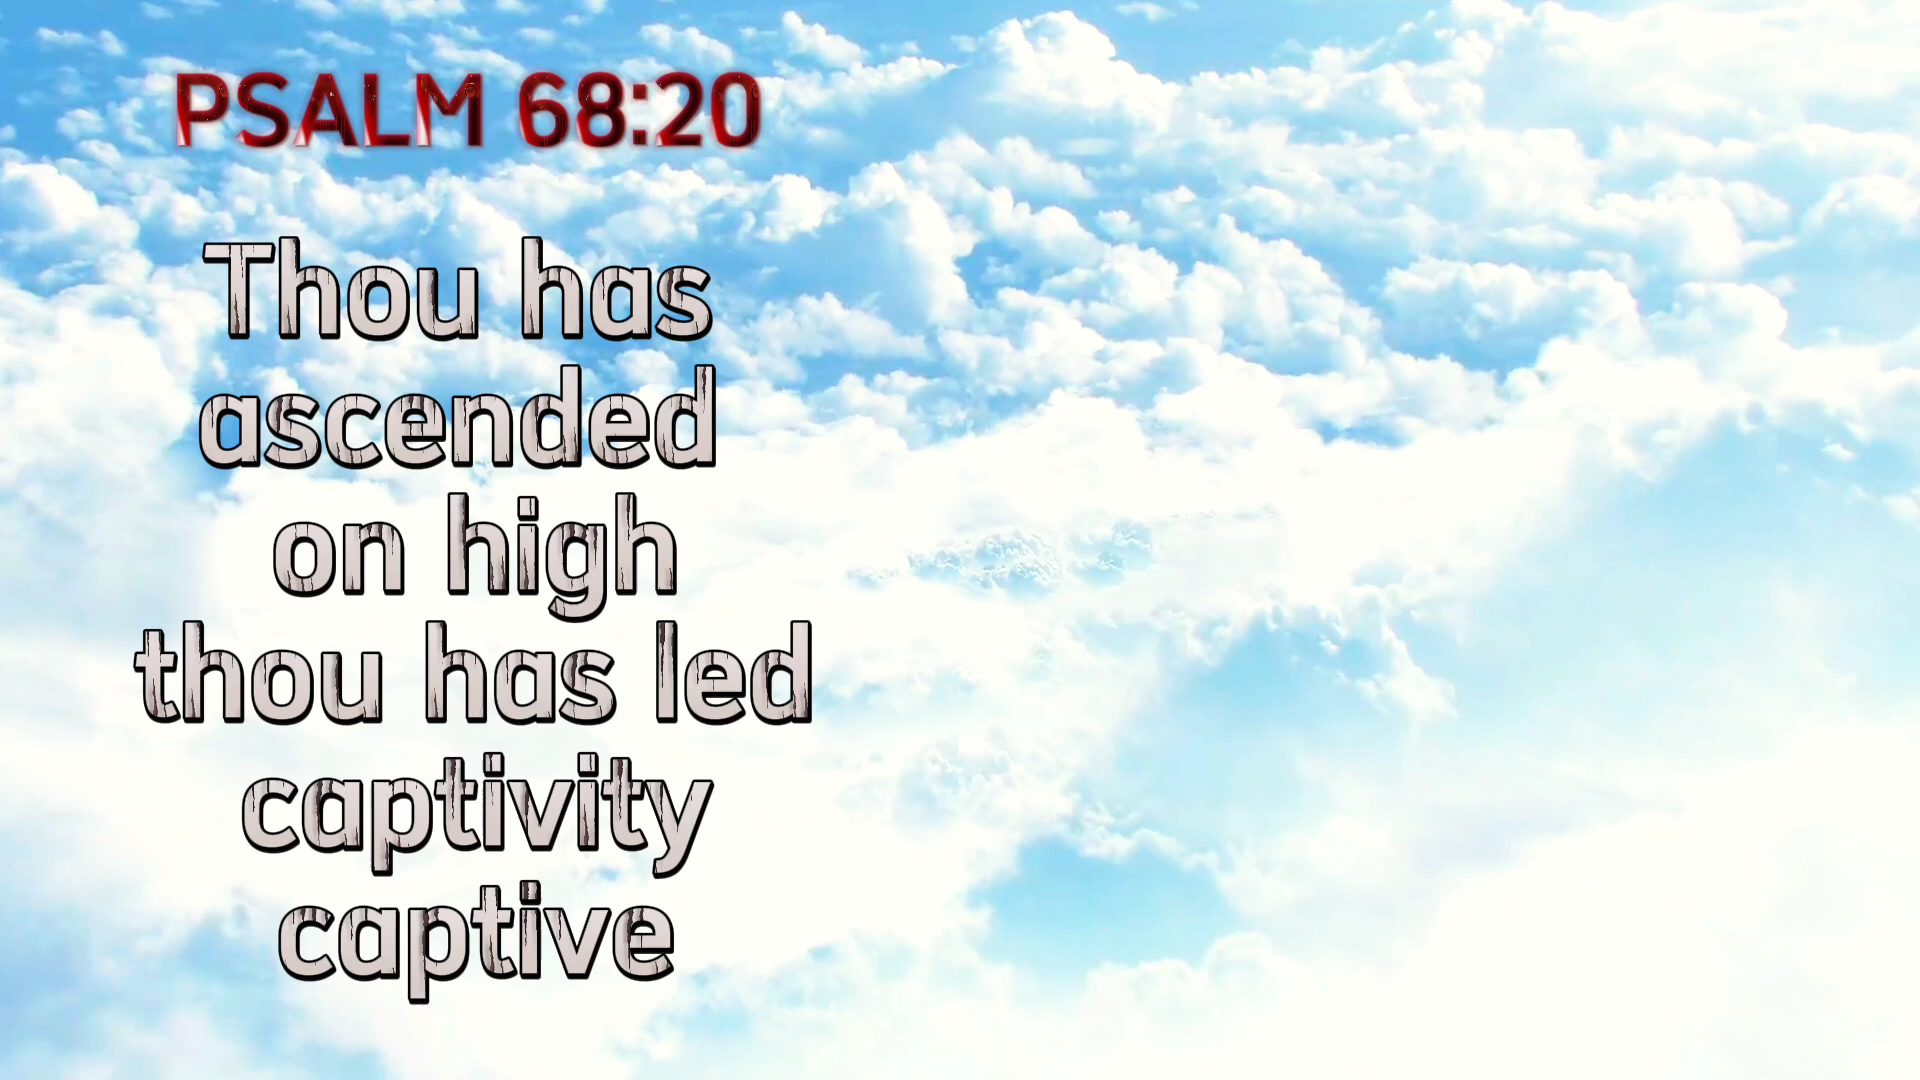 PSALM 68:20
Thou has
ascended
on high
thou has led
captivity
captive